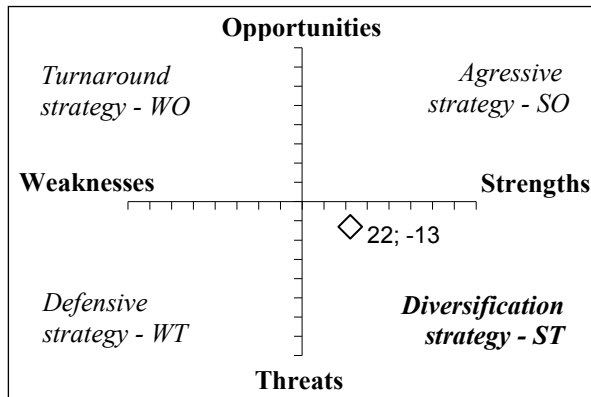 Opportunities
Turnaround
strategy - WO
Agressive
strategy - SO
Weaknesses
Strengths
22; -13
Defensive
strategy - WT
Diversification
strategy - ST
Threats